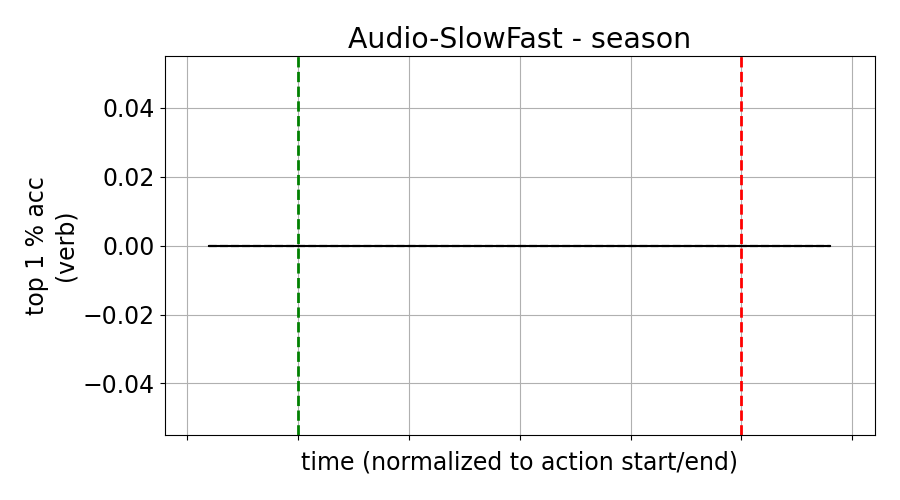 Audio-SlowFast - season
0.04
0.02
0.00
−0.02
−0.04
top 1 % acc
(verb)
time (normalized to action start/end)